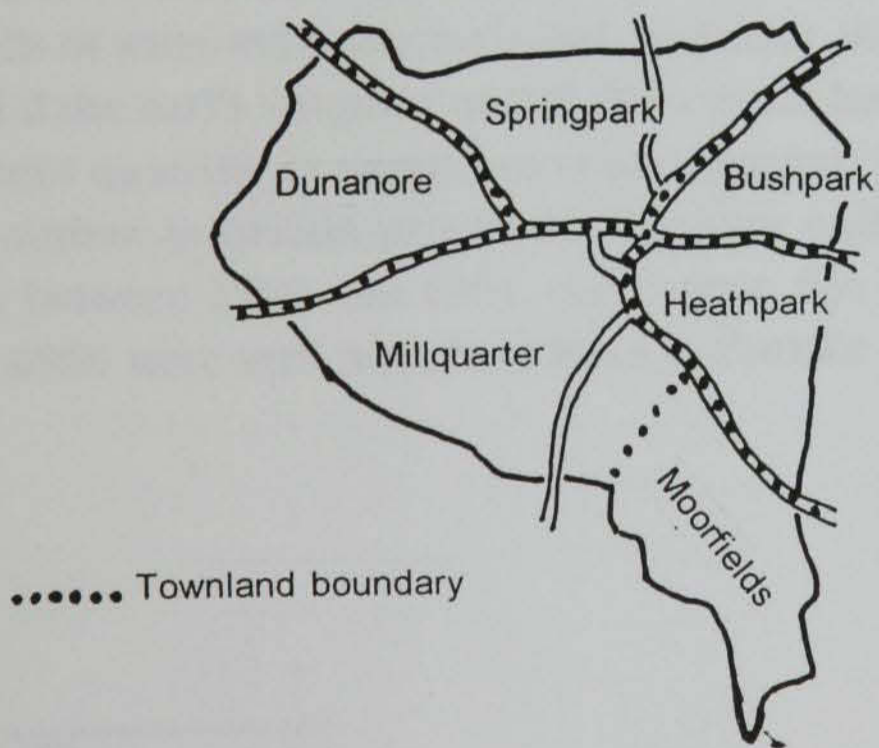 Springpark
Dunanore
Bushpark
Heathpark
Millquarter
Moorfields
Townland boundary